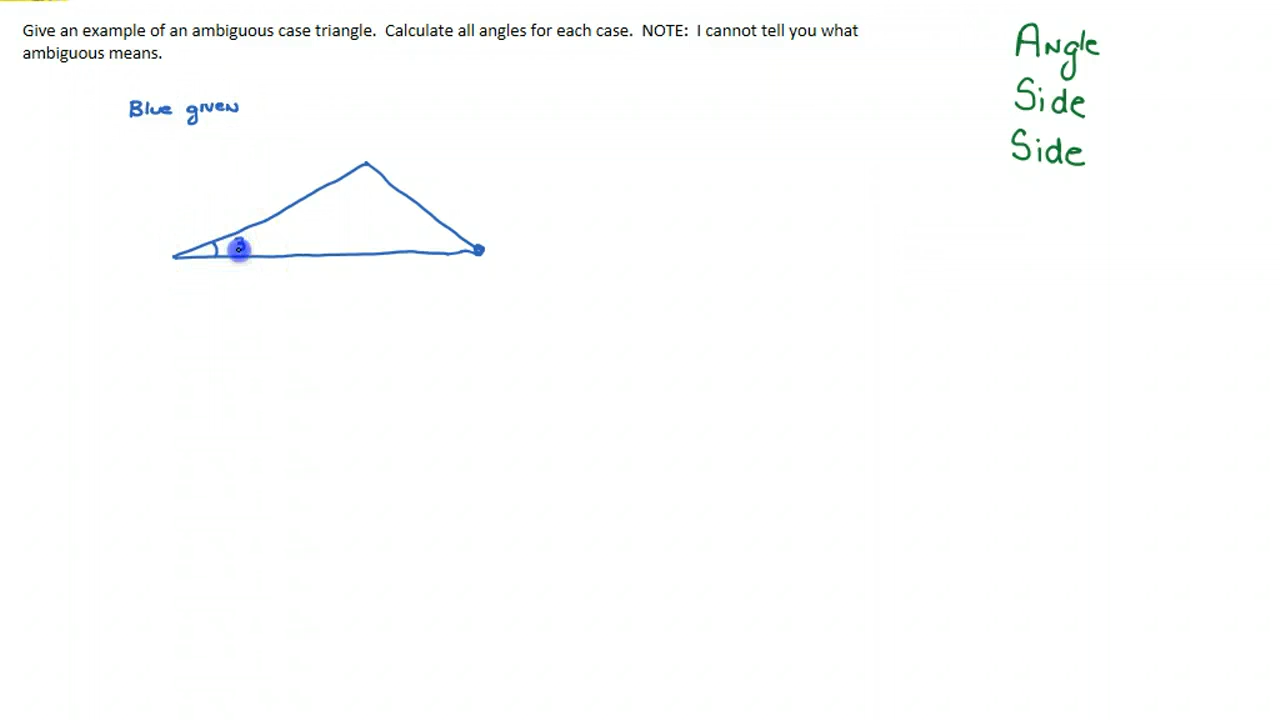 Give an example of an ambiguous case triangle. Calculate all angles for each case. NOTE: I cannot tell you what
ambiguous means.
Angle
Side
Side
Blue given
3